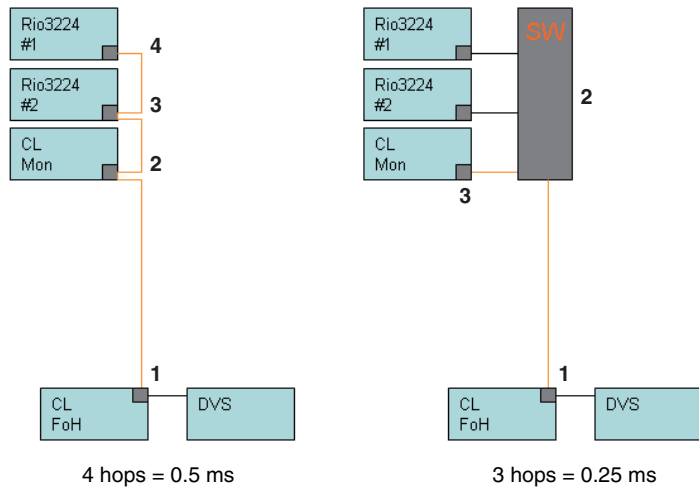 Rio3224
#1
4
Rio3224
#2
3
CL
Mon
2
1
CL
FoH
DVS
4 hops = 0.5 ms
Rio3224
#1
SW
Rio3224
#2
2
CL
Mon
3
1
CL
FoH
DVS
3 hops = 0.25 ms